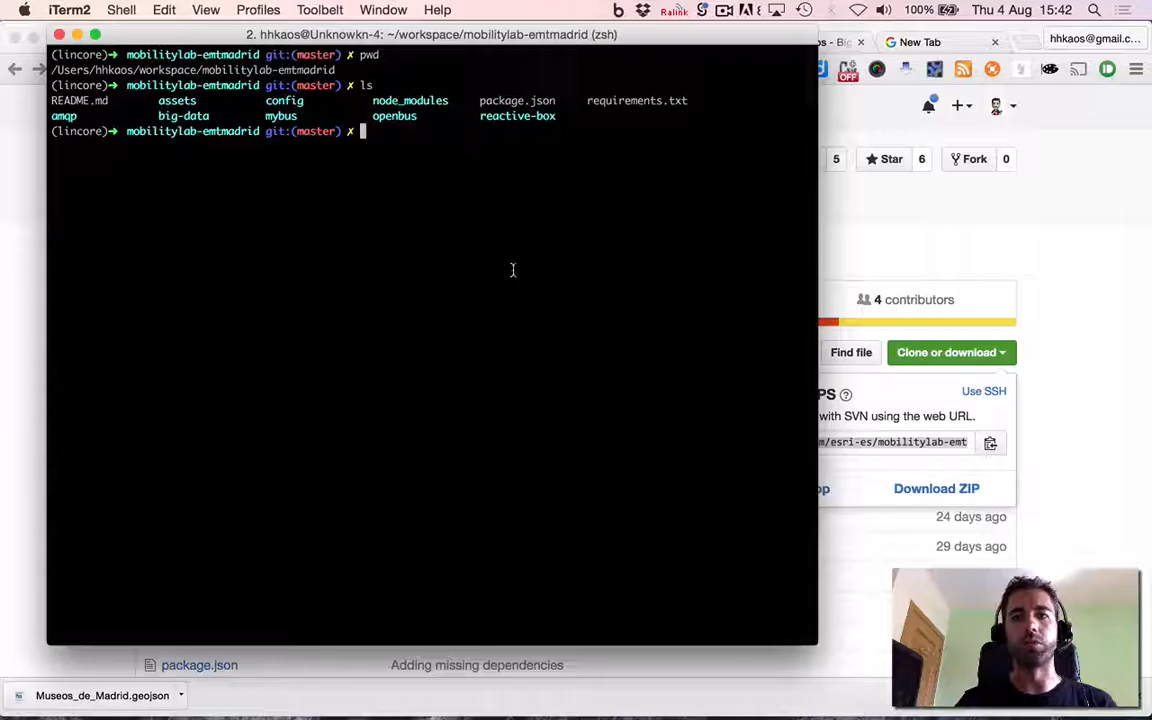 iTerm2 Shell Edit View Profiles Toolbelt Window Help 100% Thu 4 Aug 15:42
2. hhkaos@Unknowkn-4: ~/workspace/mobilitylab-emtmadrid (zsh)
(lincore)➜ mobilitylab-emtmadrid git:(master) ✗ pwd
/Users/hhkaos/workspace/mobilitylab-emtmadrid
(lincore)➜ mobilitylab-emtmadrid git:(master) ✗ ls
README.md assets config node_modules package.json requirements.txt
amqp big-data mybus openbus reactive-box
(lincore)➜ mobilitylab-emtmadrid git:(master) ✗
New Tab
hhkaos@gmail.c...
OFF
5 Star 6 Fork 0
4 contributors
Find file Clone or download
PS Use SSH
with SVN using the web URL.
m/esri-es/mobilitylab-emt
op Download ZIP
24 days ago
29 days ago
package.json Adding missing dependencies
Museos_de_Madrid.geojson